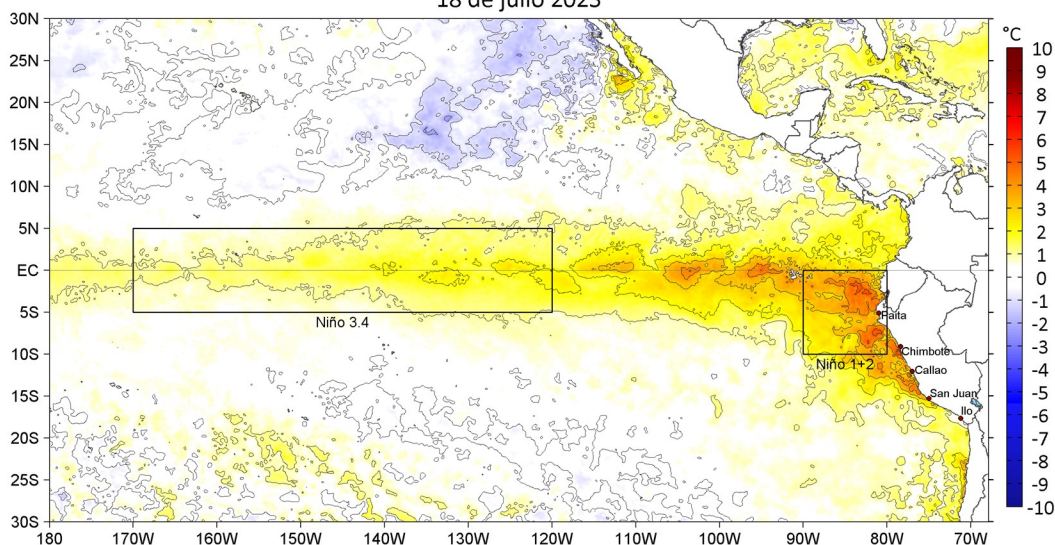 18 de julio 2023
30N
25N
20N
15N
10N
5N
EC
5S
10S
15S
20S
25S
30S
180
170W
160W
150W
140W
130W
120W
110W
100W
90W
80W
70W
Niño 3.4
Niño 1+2
Paita
Chimbote
Callao
San Juan
Ilo
°C
10
9
8
7
6
5
4
3
2
1
0
-1
-2
-3
-4
-5
-6
-7
-8
-9
-10